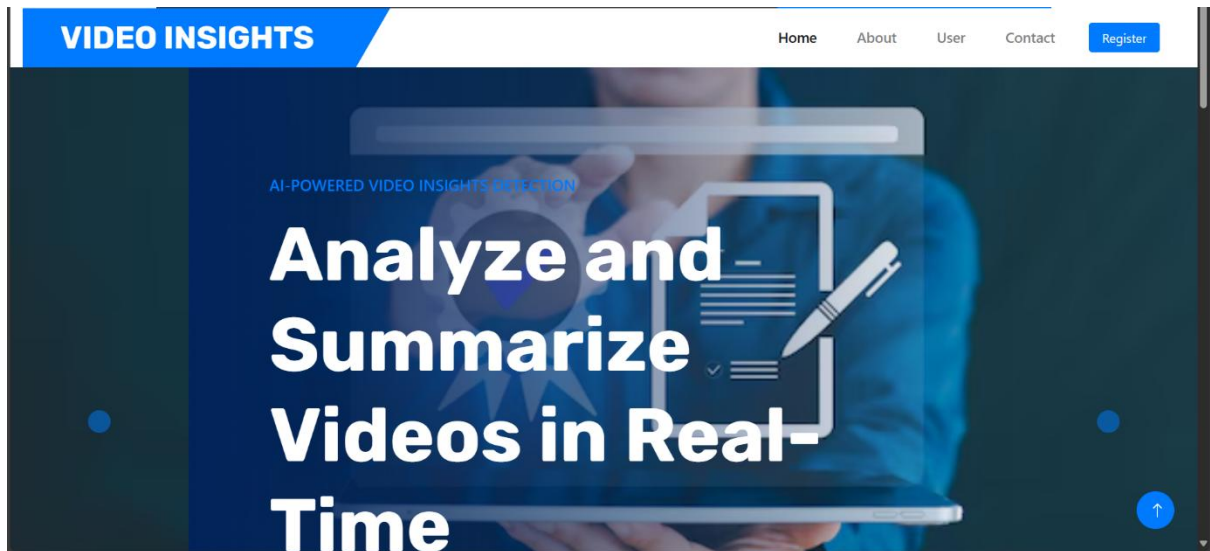 VIDEO INSIGHTS
Home About User Contact Register
AI-POWERED VIDEO INSIGHTS DETECTION
Analyze and
Summarize
Videos in Real-
Time